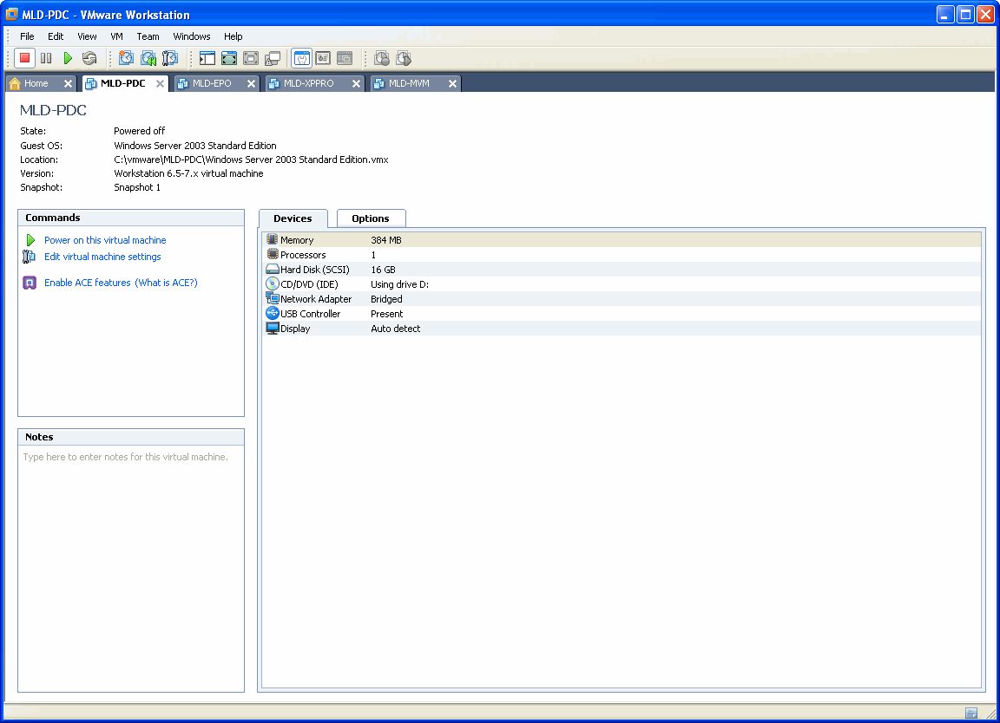 MLD-PDC - VMware Workstation
File Edit View VM Team Windows Help
Home MLD-PDC MLD-EPO MLD-XPPRO MLD-MVM
MLD-PDC
State: Powered off
Guest OS: Windows Server 2003 Standard Edition
Location: C:\vmware\MLD-PDC\Windows Server 2003 Standard Edition.vmx
Version: Workstation 6.5-7.x virtual machine
Snapshot: Snapshot 1
Commands
Power on this virtual machine
Edit virtual machine settings
Enable ACE features (What is ACE?)
Notes
Type here to enter notes for this virtual machine.
Devices Options
Memory 384 MB
Processors 1
Hard Disk (SCSI) 16 GB
CD/DVD (IDE) Using drive D:
Network Adapter Bridged
USB Controller Present
Display Auto detect